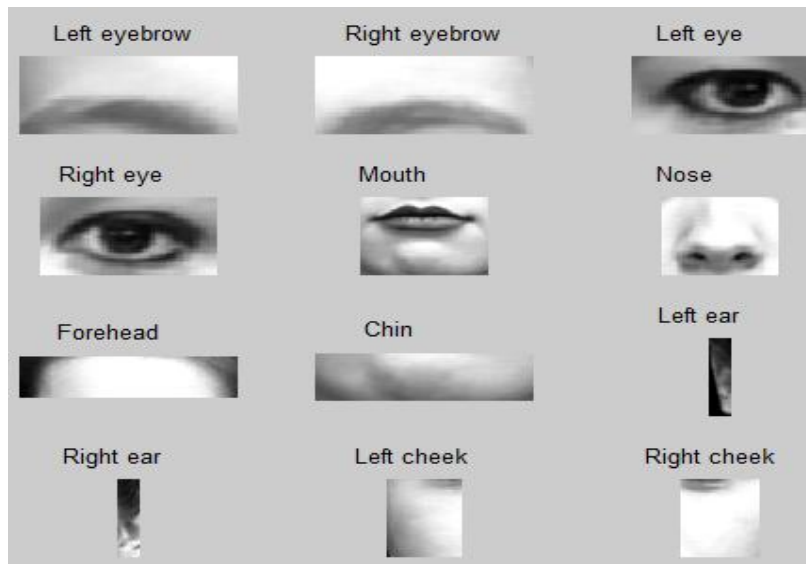 Left eyebrow
Right eyebrow
Left eye
Right eye
Mouth
Nose
Forehead
Chin
Left ear
Right ear
Left cheek
Right cheek